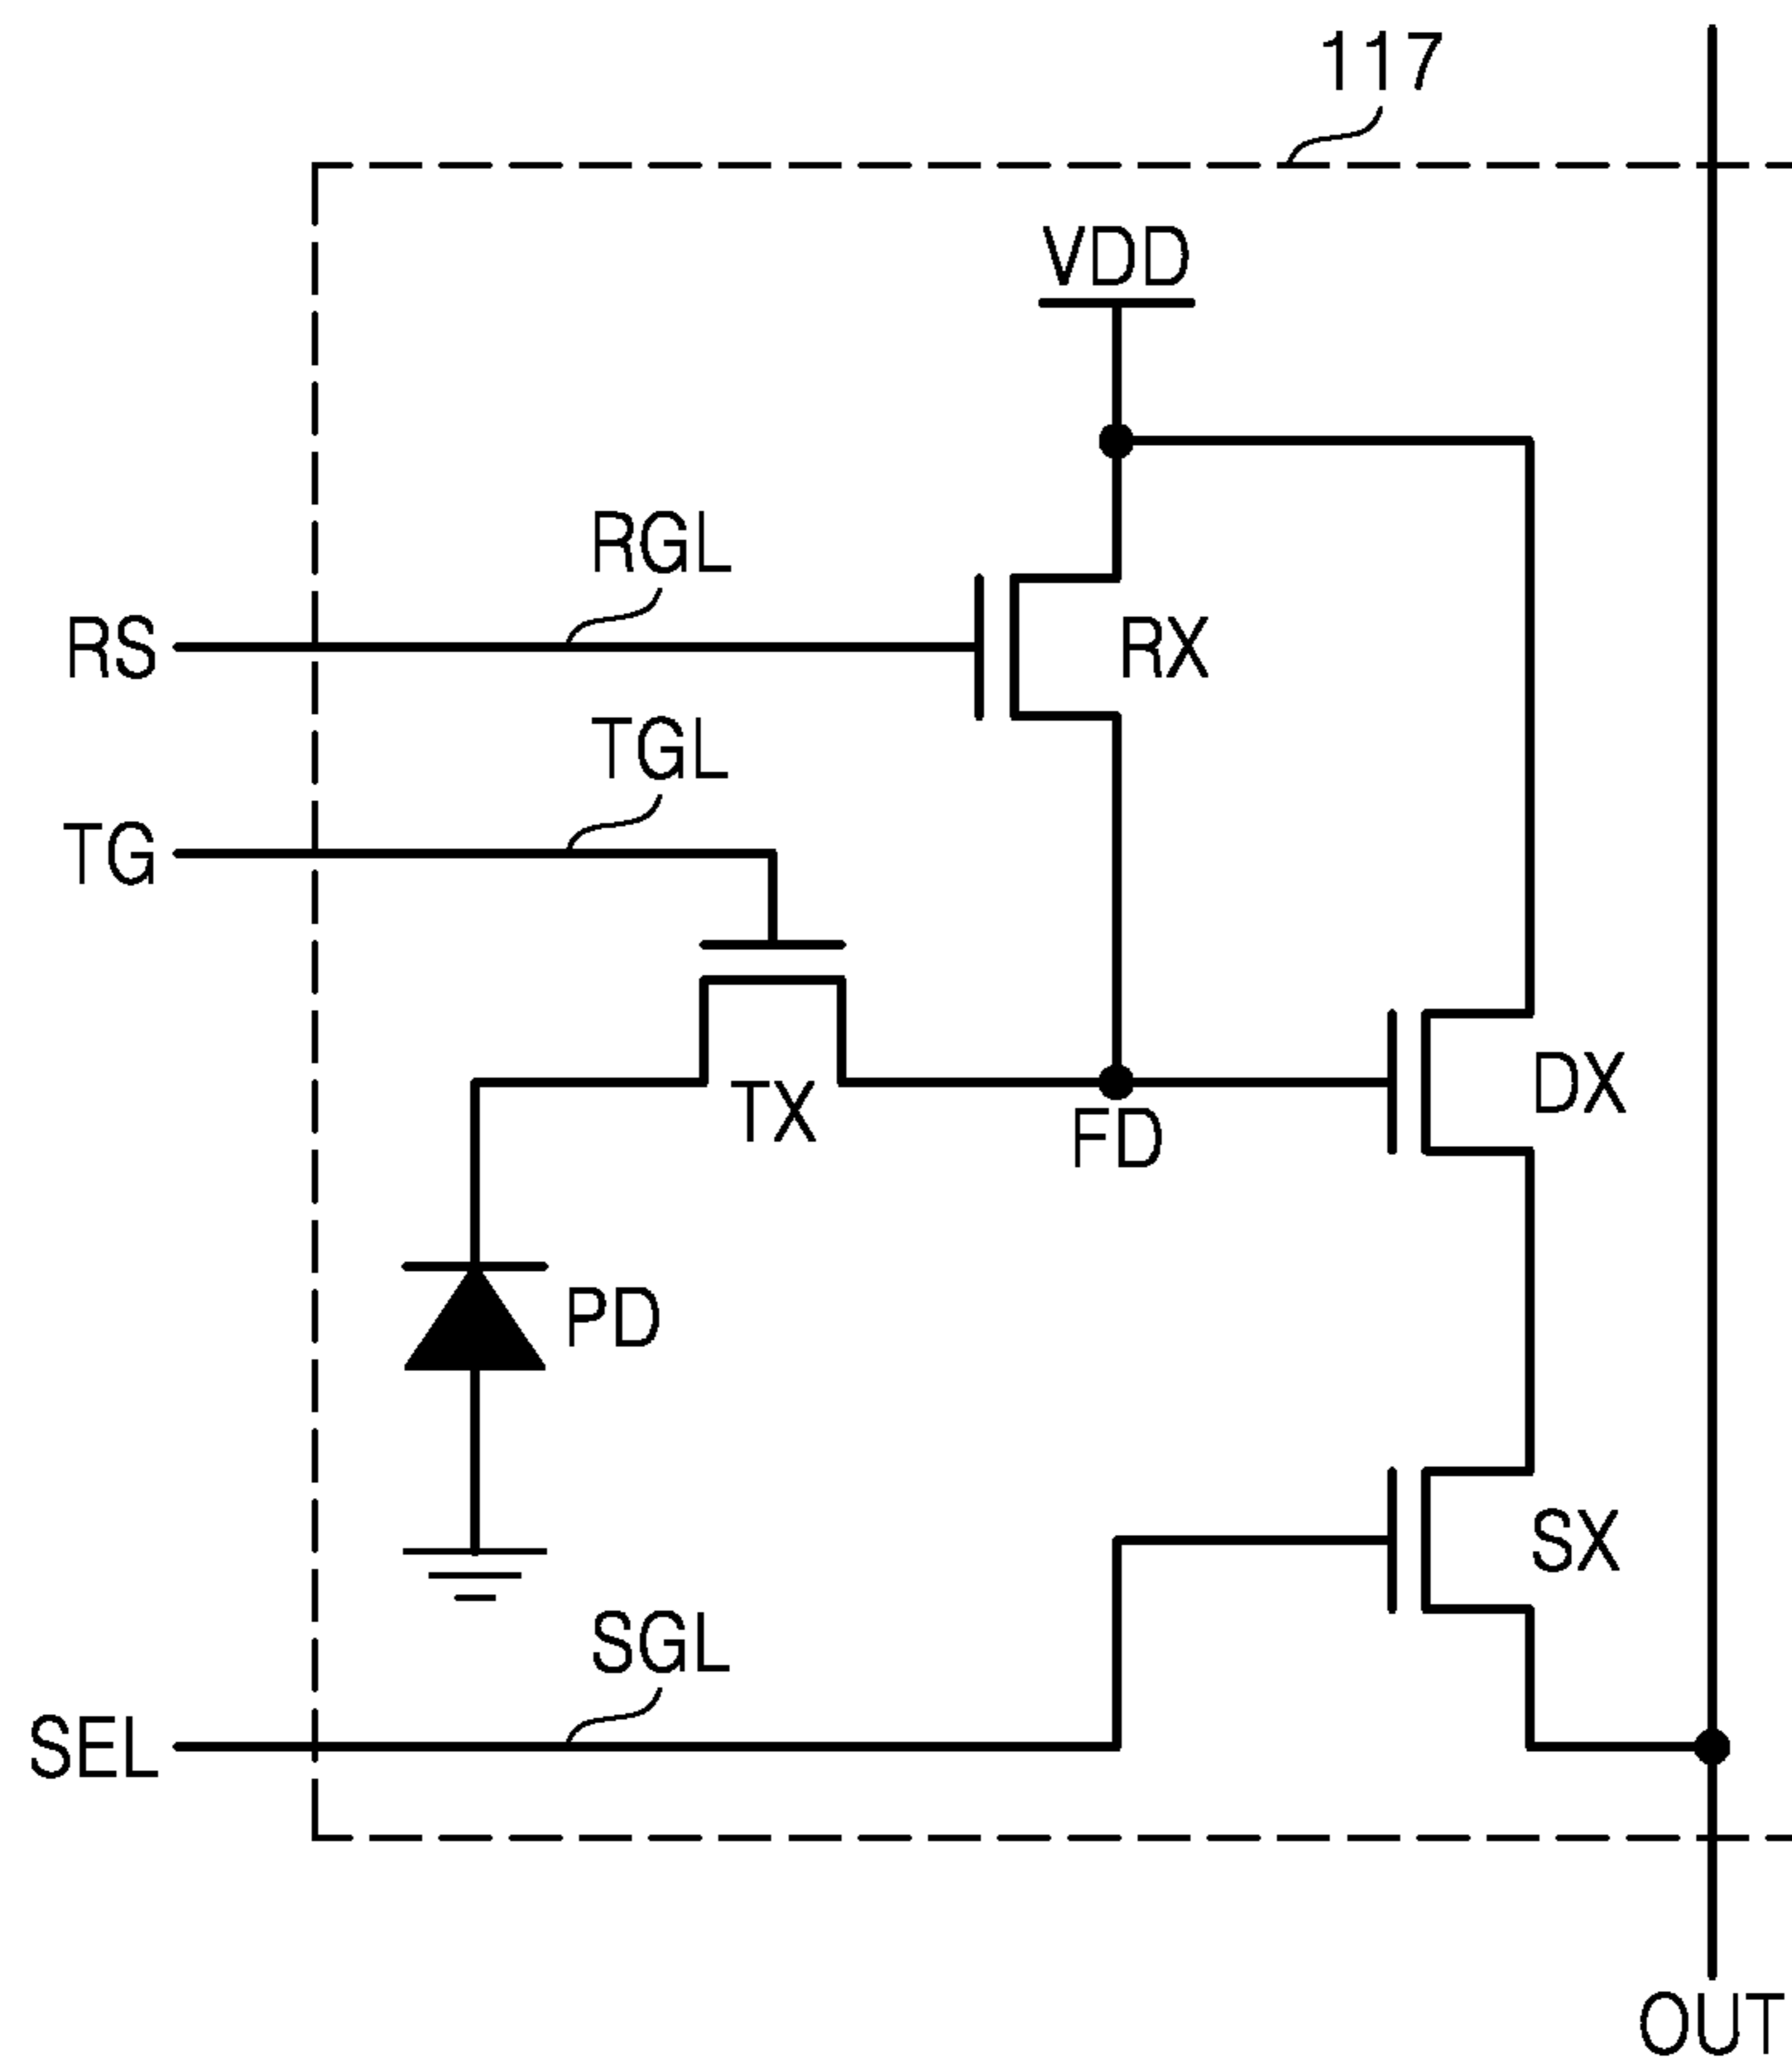 117
VDD
RGL
RS
RX
TGL
TG
DX
TX
FD
PD
SX
SGL
SEL
OUT